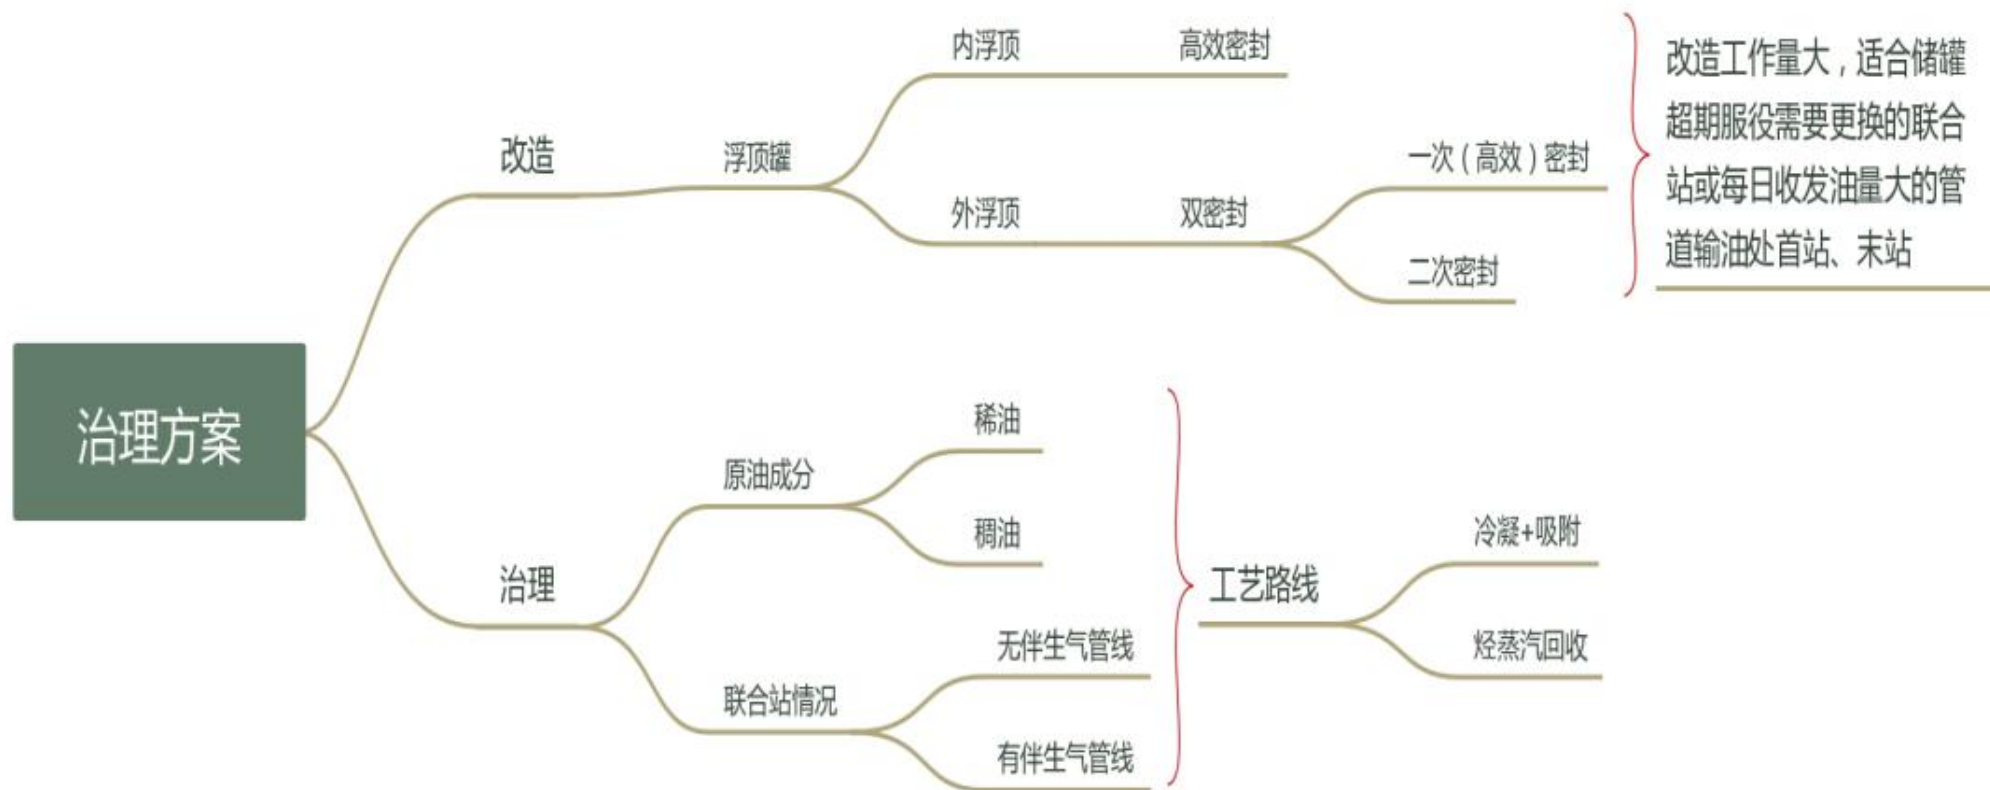 治理方案
改造
浮顶罐
内浮顶
高效密封
外浮顶
双密封
一次（高效）密封
二次密封
改造工作量大，适合储罐
超期服役需要更换的联合
站或每日收发油量大的管
道输油处首站、末站
治理
原油成分
稀油
稠油
联合站情况
无伴生气管线
有伴生气管线
工艺路线
冷凝+吸附
烃蒸汽回收